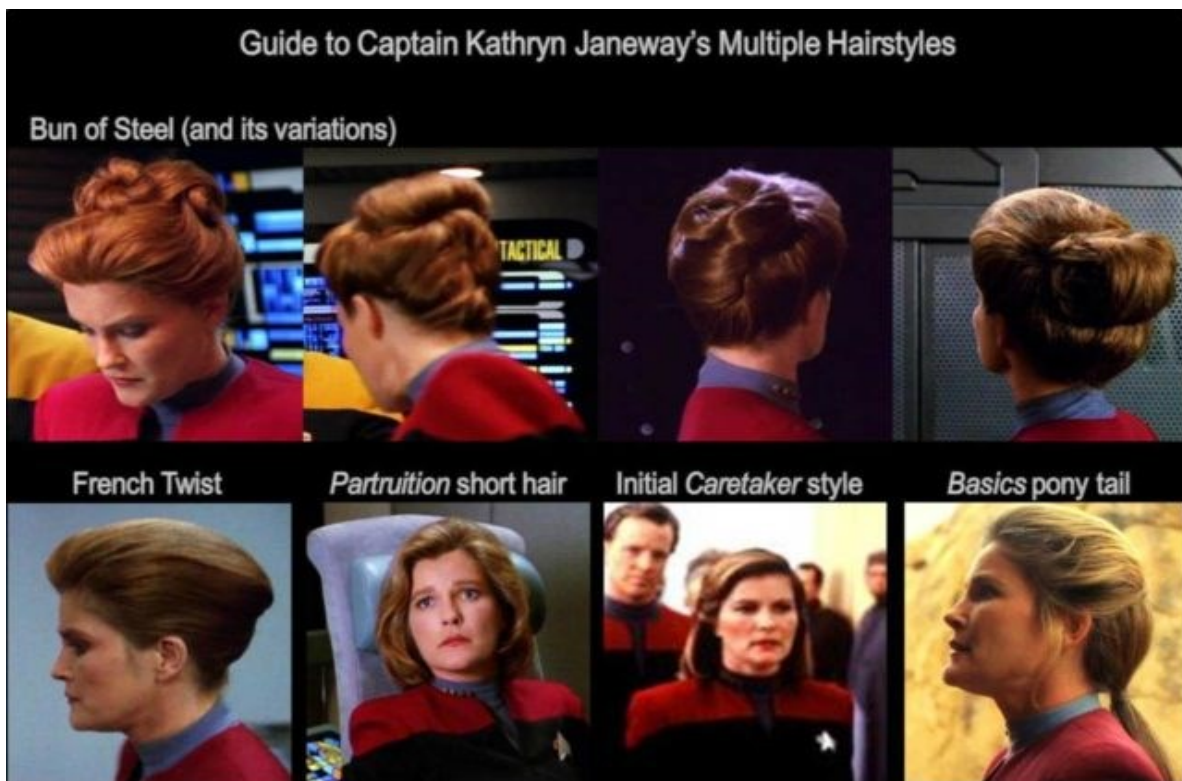 Guide to Captain Kathryn Janeway's Multiple Hairstyles
Bun of Steel (and its variations)
TACTICAL
French Twist
Partruition short hair
Initial Caretaker style
Basics pony tail